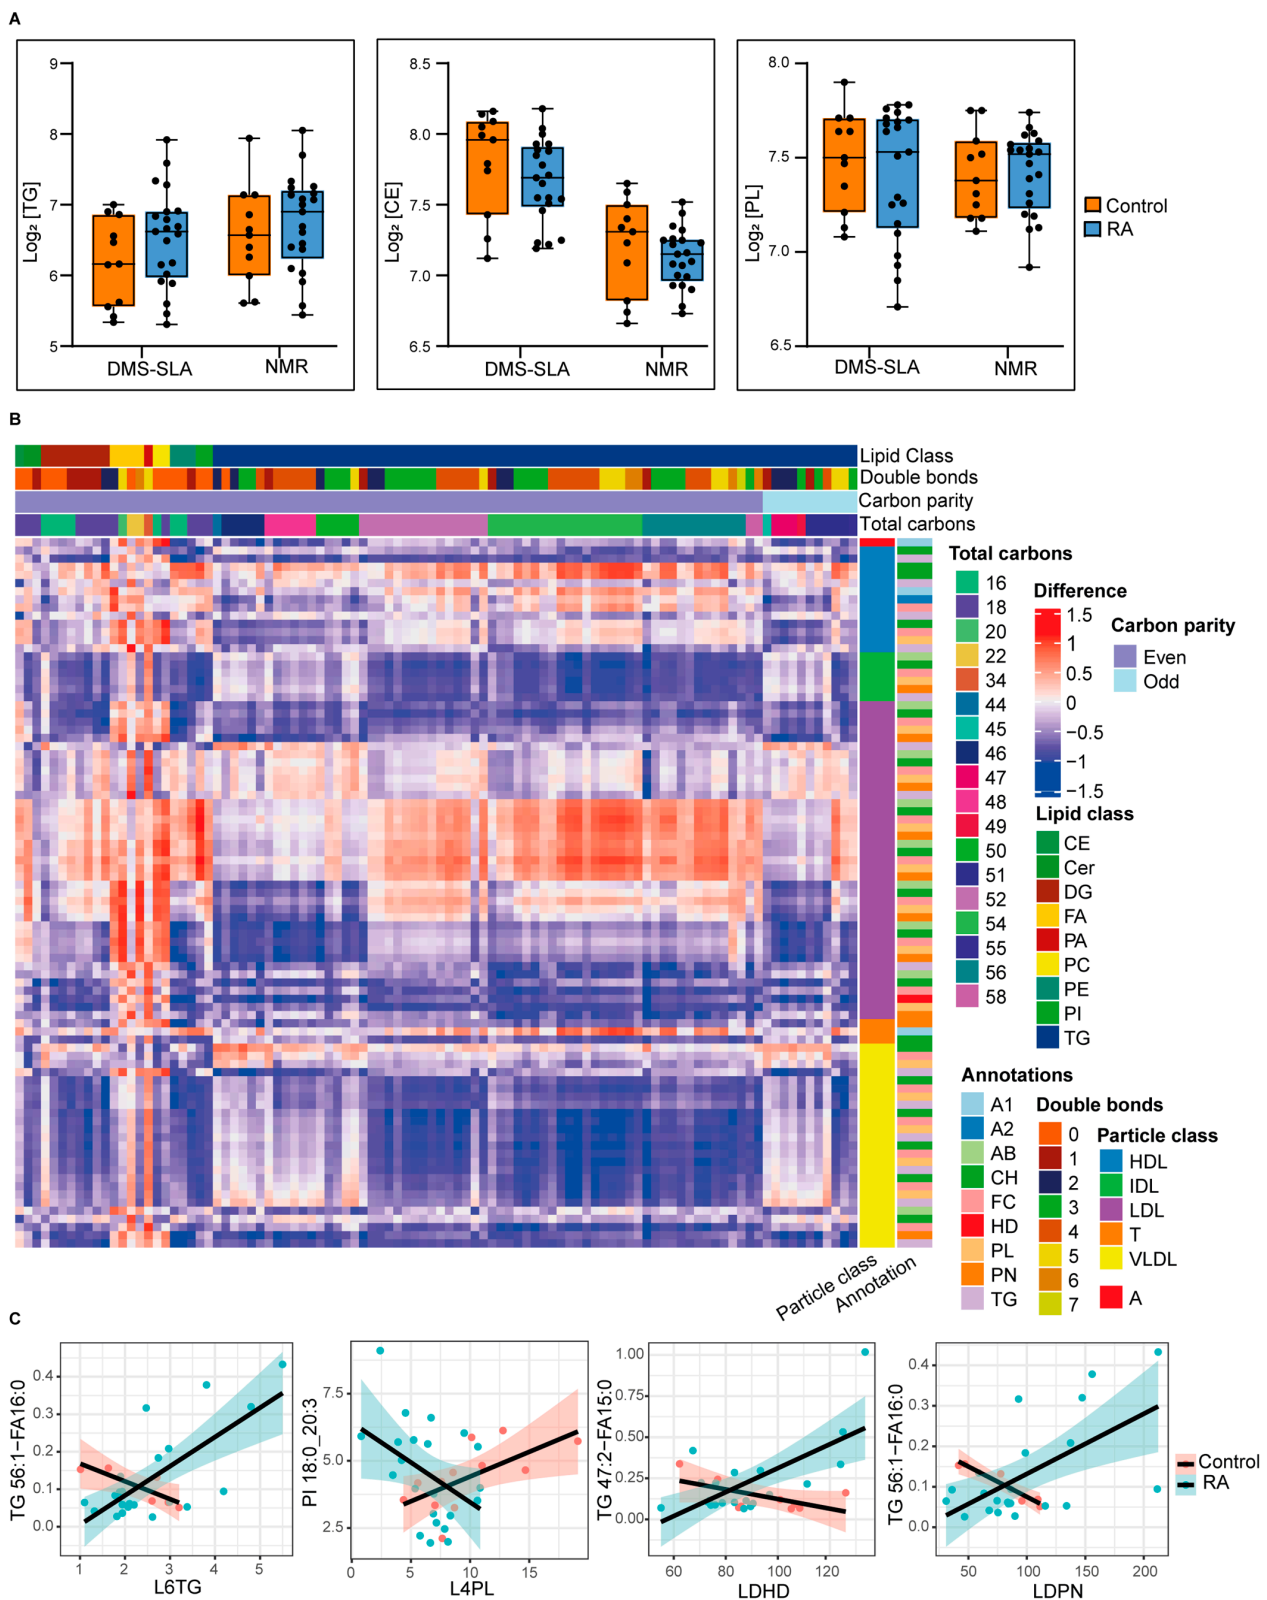 A
Log₂ [TG]
9
8
7
6
5
DMS-SLA
NMR
Log₂ [CE]
8.5
8.0
7.5
7.0
6.5
DMS-SLA
NMR
Log₂ [PL]
8.0
7.5
7.0
6.5
DMS-SLA
NMR
Control
RA
B
Lipid Class
Double bonds
Carbon parity
Total carbons
Total carbons
16
18
20
22
34
44
45
46
47
48
49
50
51
52
54
55
56
58
Difference
1.5
1
0.5
0
−0.5
−1
−1.5
Carbon parity
Even
Odd
Lipid class
CE
Cer
DG
FA
PA
PC
PE
PI
TG
Annotations
A1
A2
AB
CH
FC
HD
PL
PN
TG
Double bonds
0
1
2
3
4
5
6
7
Particle class
HDL
IDL
LDL
T
VLDL
A
Particle class
Annotation
C
TG 56:1−FA16:0
0.4
0.3
0.2
0.1
0.0
1 2 3 4 5
L6TG
PI 18:0_20:3
7.5
5.0
2.5
0 5 10 15
L4PL
TG 47:2−FA15:0
1.00
0.75
0.50
0.25
0.00
60 80 100 120
LDHD
TG 56:1−FA16:0
0.4
0.3
0.2
0.1
0.0
50 100 150 200
LDPN
Control
RA